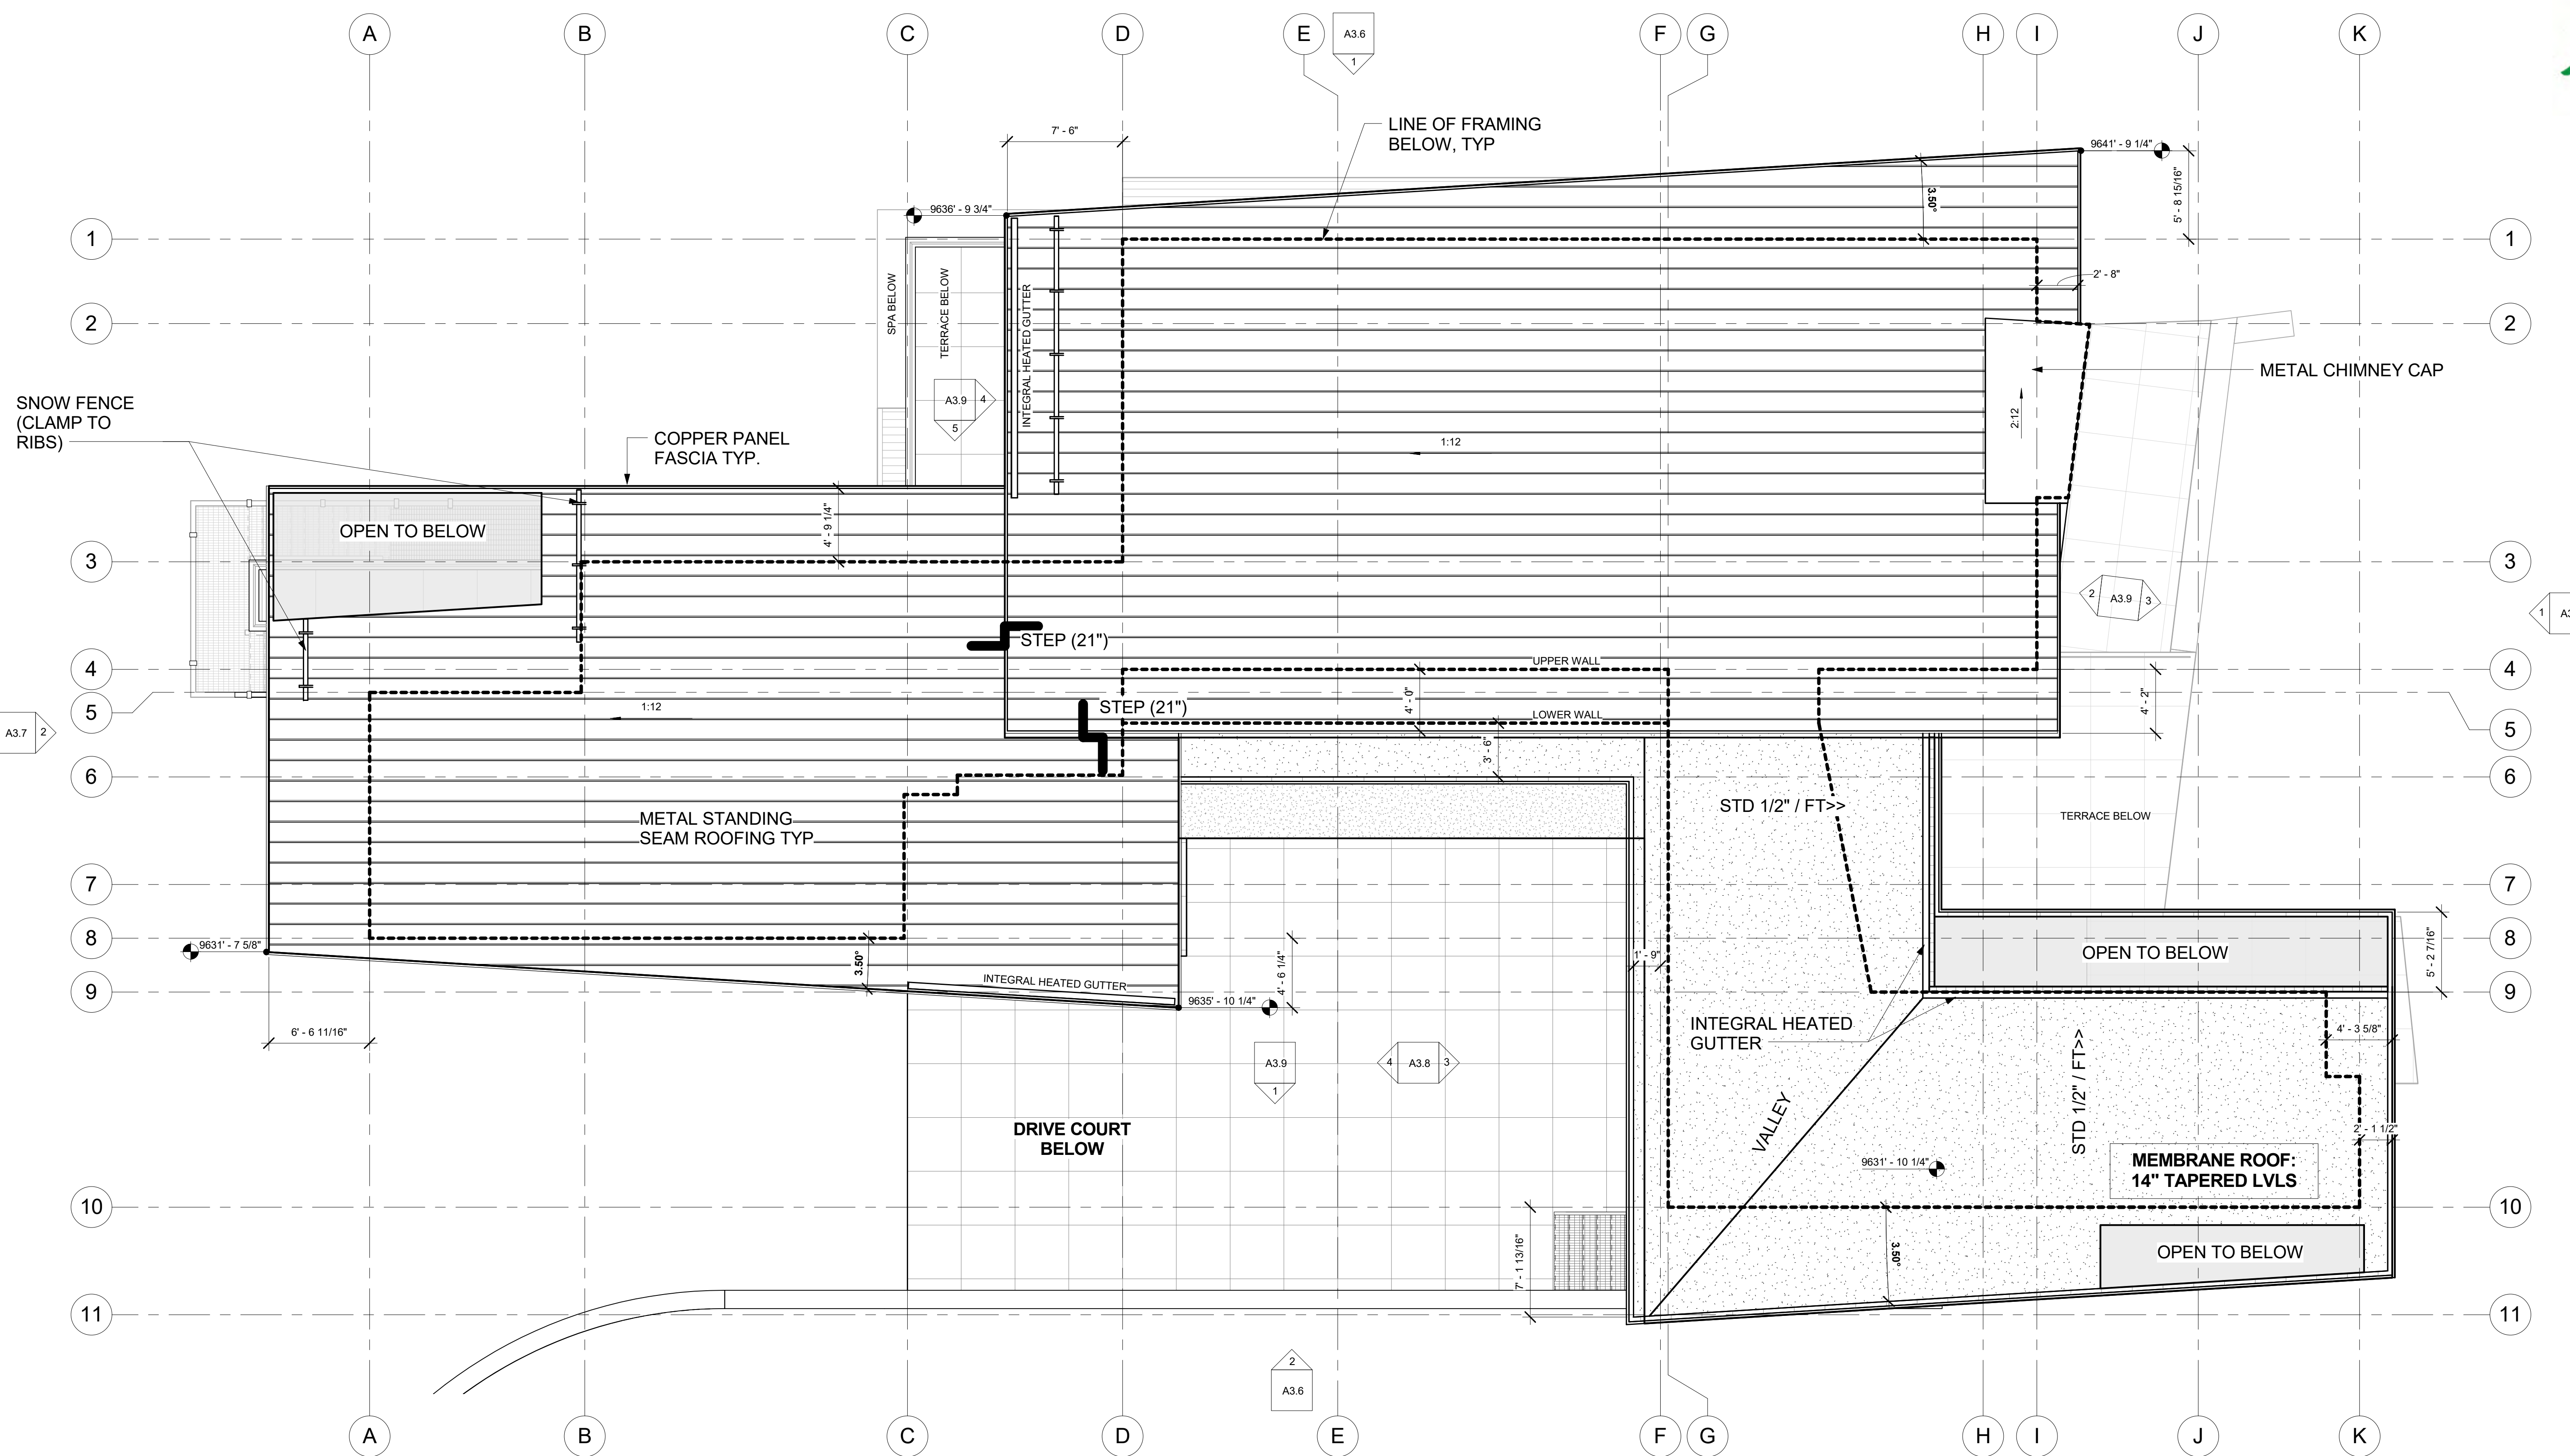 A B C D E F G H I J K
A3.6
1
LINE OF FRAMING
BELOW, TYP
7' - 6"
9641' - 9 1/4"
5' - 8 15/16"
3.50°
9636' - 9 3/4"
1 1
2' - 8"
SPA BELOW
TERRACE BELOW
INTEGRAL HEATED GUTTER
2 2
METAL CHIMNEY CAP
2:12
SNOW FENCE
(CLAMP TO
RIBS)
A3.9 4
5
COPPER PANEL
FASCIA TYP.
1:12
OPEN TO BELOW
4' - 9 1/4"
3 3
2 A3.9 3
1
STEP (21")
UPPER WALL
4 4
STEP (21")
4' - 0"
4' - 2"
1:12
LOWER WALL
5 5
A3.7 2
3' - 6"
6 6
STD 1/2" / FT>>
METAL STANDING
SEAM ROOFING TYP
TERRACE BELOW
7 7
8 8
9631' - 7 5/8"
3.50°
4' - 6 1/4"
1' - 9"
OPEN TO BELOW
5' - 2 7/16"
INTEGRAL HEATED GUTTER
9 9
9635' - 10 1/4"
6' - 6 11/16"
INTEGRAL HEATED
GUTTER
4' - 3 5/8"
A3.9
1
4 A3.8 3
STD 1/2" / FT>>
DRIVE COURT
BELOW
VALLEY
2' - 1 1/2"
9631' - 10 1/4"
MEMBRANE ROOF:
14" TAPERED LVLS
10 10
7' - 1 13/16"
3.50°
OPEN TO BELOW
11 11
2
A3.6
A B C D E F G H I J K